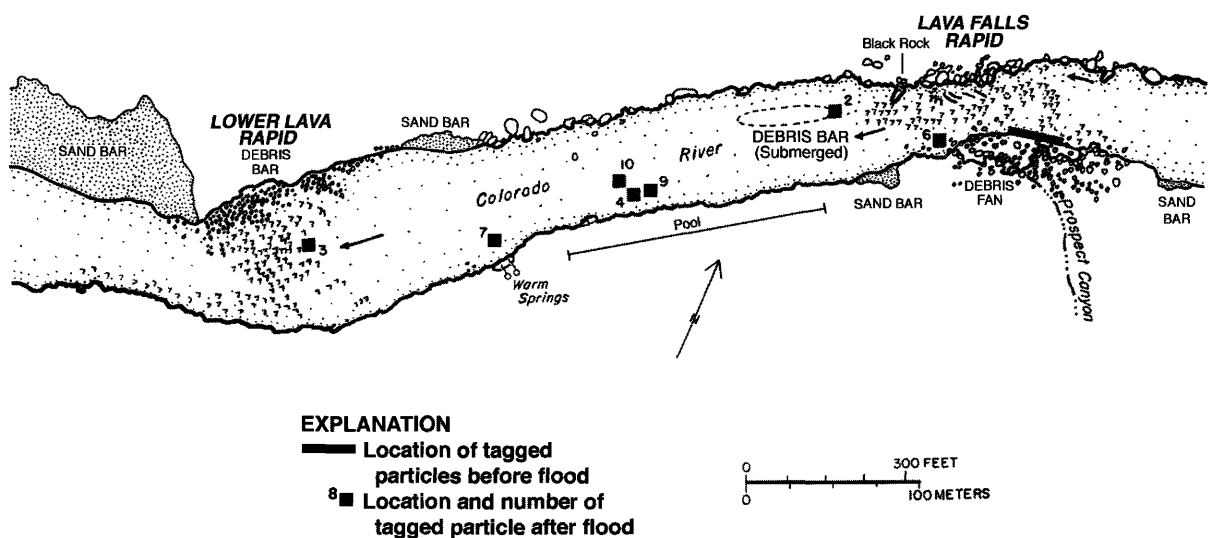 LAVA FALLS
RAPID
Black Rock
LOWER LAVA
RAPID
DEBRIS
BAR
SAND BAR
SAND BAR
2
DEBRIS BAR
(Submerged)
6
River
10
9
4
Colorado
SAND BAR
DEBRIS
FAN
SAND
BAR
Pool
7
3
Warm
Springs
Prospect Canyon
N
EXPLANATION
Location of tagged
particles before flood
8 Location and number of
tagged particle after flood
0 300 FEET
0 100 METERS